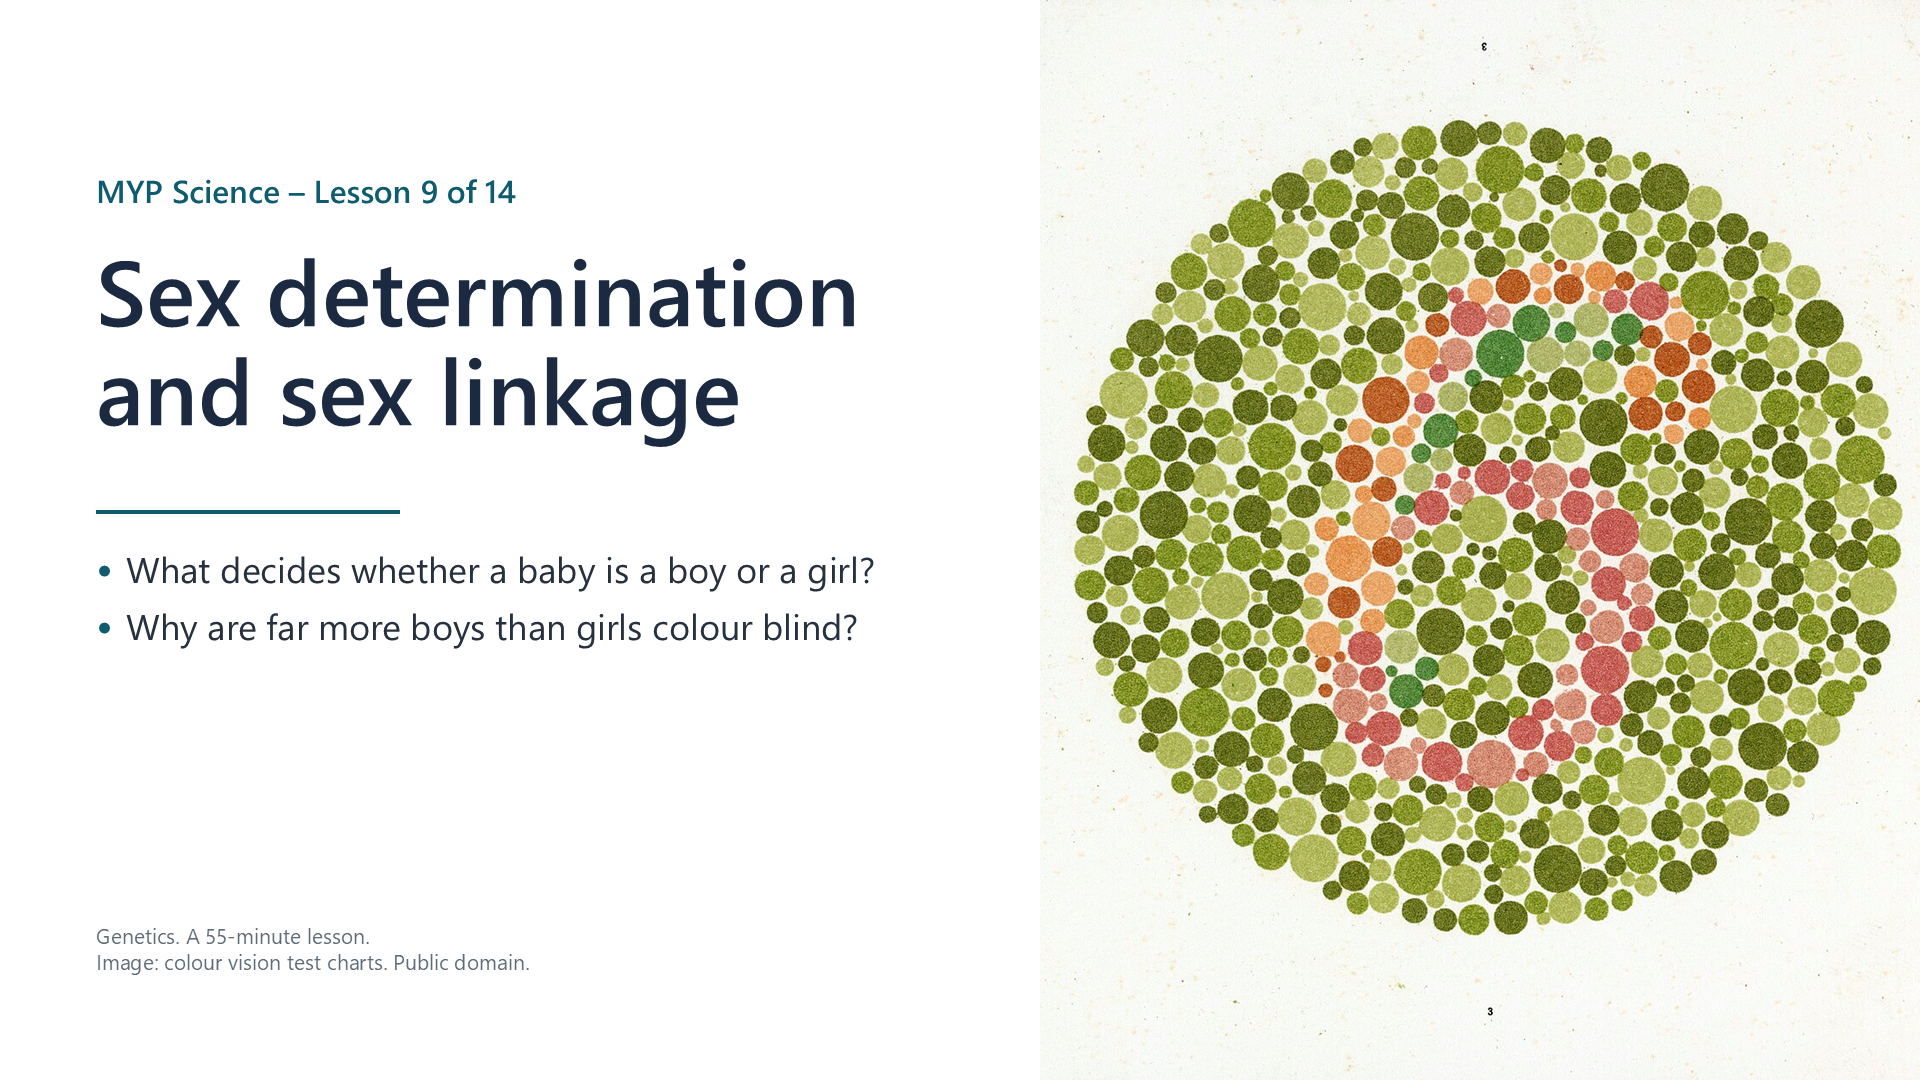 MYP Science – Lesson 9 of 14
Sex determination
and sex linkage
• What decides whether a baby is a boy or a girl?
• Why are far more boys than girls colour blind?
Genetics. A 55-minute lesson.
Image: colour vision test charts. Public domain.
3
6
3